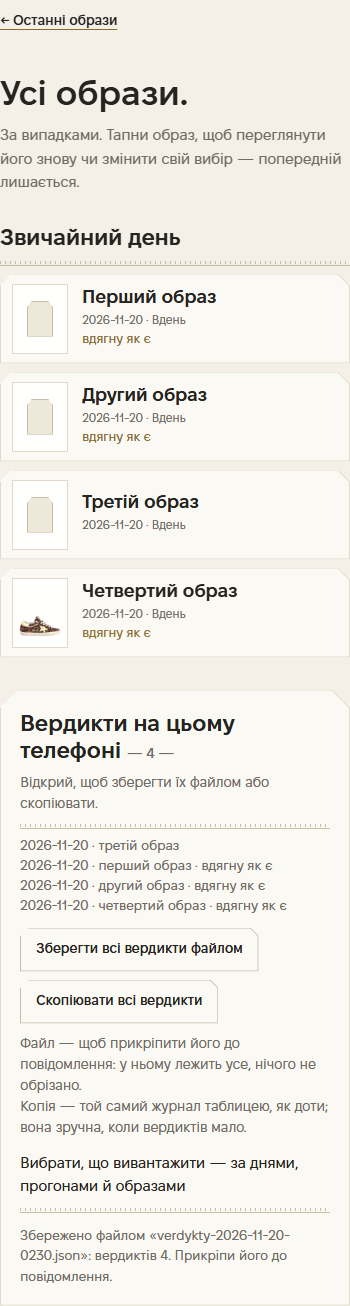 ← Останні образи
Усі образи.
За випадками. Тапни образ, щоб переглянути
його знову чи змінити свій вибір — попередній
лишається.
Звичайний день
Перший образ
2026-11-20 · Вдень
вдягну як є
Другий образ
2026-11-20 · Вдень
вдягну як є
Третій образ
2026-11-20 · Вдень
Четвертий образ
2026-11-20 · Вдень
вдягну як є
Вердикти на цьому
телефоні — 4 —
Відкрий, щоб зберегти їх файлом або
скопіювати.
2026-11-20 · третій образ
2026-11-20 · перший образ · вдягну як є
2026-11-20 · другий образ · вдягну як є
2026-11-20 · четвертий образ · вдягну як є
Зберегти всі вердикти файлом
Скопіювати всі вердикти
Файл — щоб прикріпити його до
повідомлення: у ньому лежить усе, нічого не
обрізано.
Копія — той самий журнал таблицею, як доти;
вона зручна, коли вердиктів мало.
Вибрати, що вивантажити — за днями,
прогонами й образами
Збережено файлом «verdykty-2026-11-20-
0230.json»: вердиктів 4. Прикріпи його до
повідомлення.